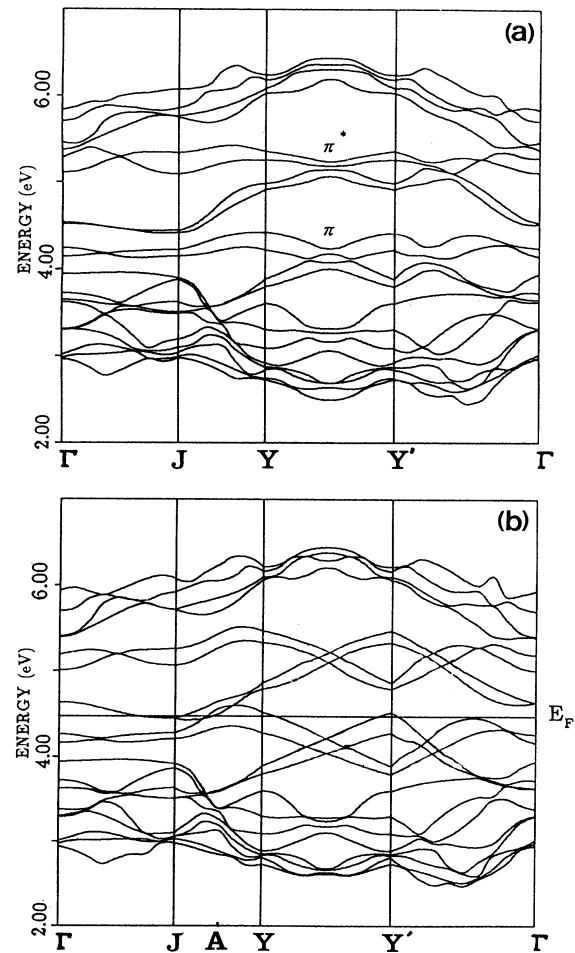 (a)
6.00
π*
ENERGY (eV)
π
4.00
2.00
Γ J Y Y′ Γ
(b)
6.00
ENERGY (eV)
E_F
4.00
2.00
Γ J A Y Y′ Γ